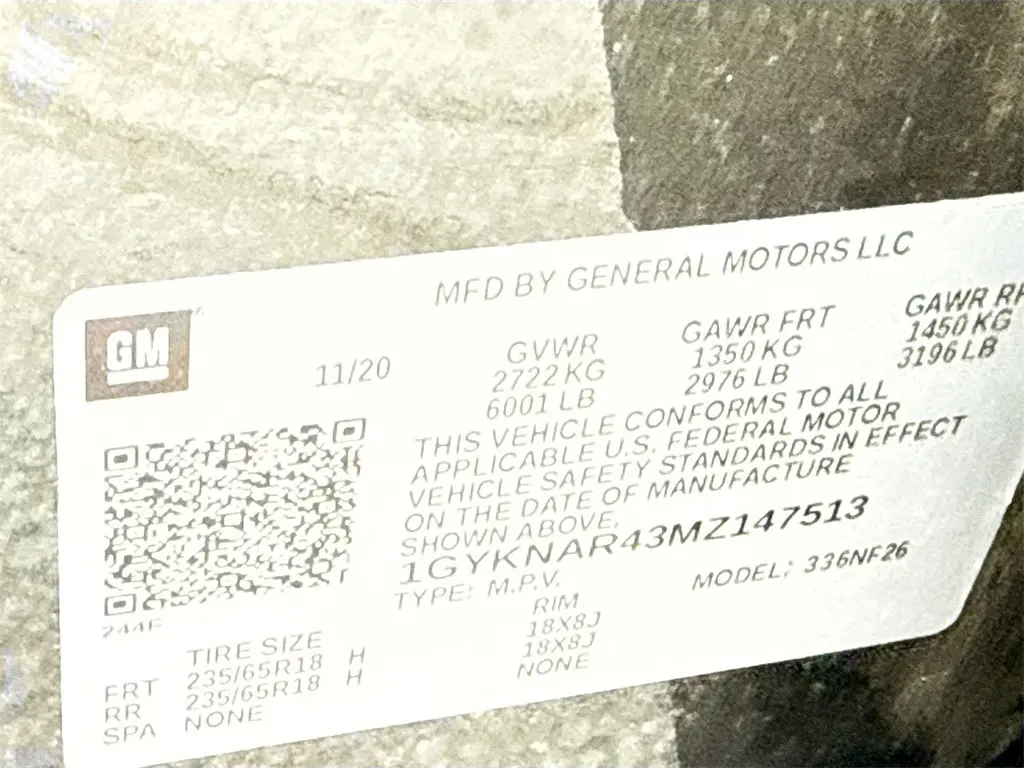 MFD BY GENERAL MOTORS LLC
GM
11/20
GVWR
2722 KG
6001 LB
GAWR FRT
1350 KG
2976 LB
GAWR
1450 KG
3196 LB
THIS VEHICLE CONFORMS TO ALL
APPLICABLE U.S. FEDERAL MOTOR
VEHICLE SAFETY STANDARDS IN EFFECT
ON THE DATE OF MANUFACTURE
SHOWN ABOVE.
1GYKNAR43MZ147513
TYPE: M.P.V. MODEL: 336NF26
TIRE SIZE RIM
FRT 235/65R18 H 18X8J
RR 235/65R18 H 18X8J
SPA NONE NONE